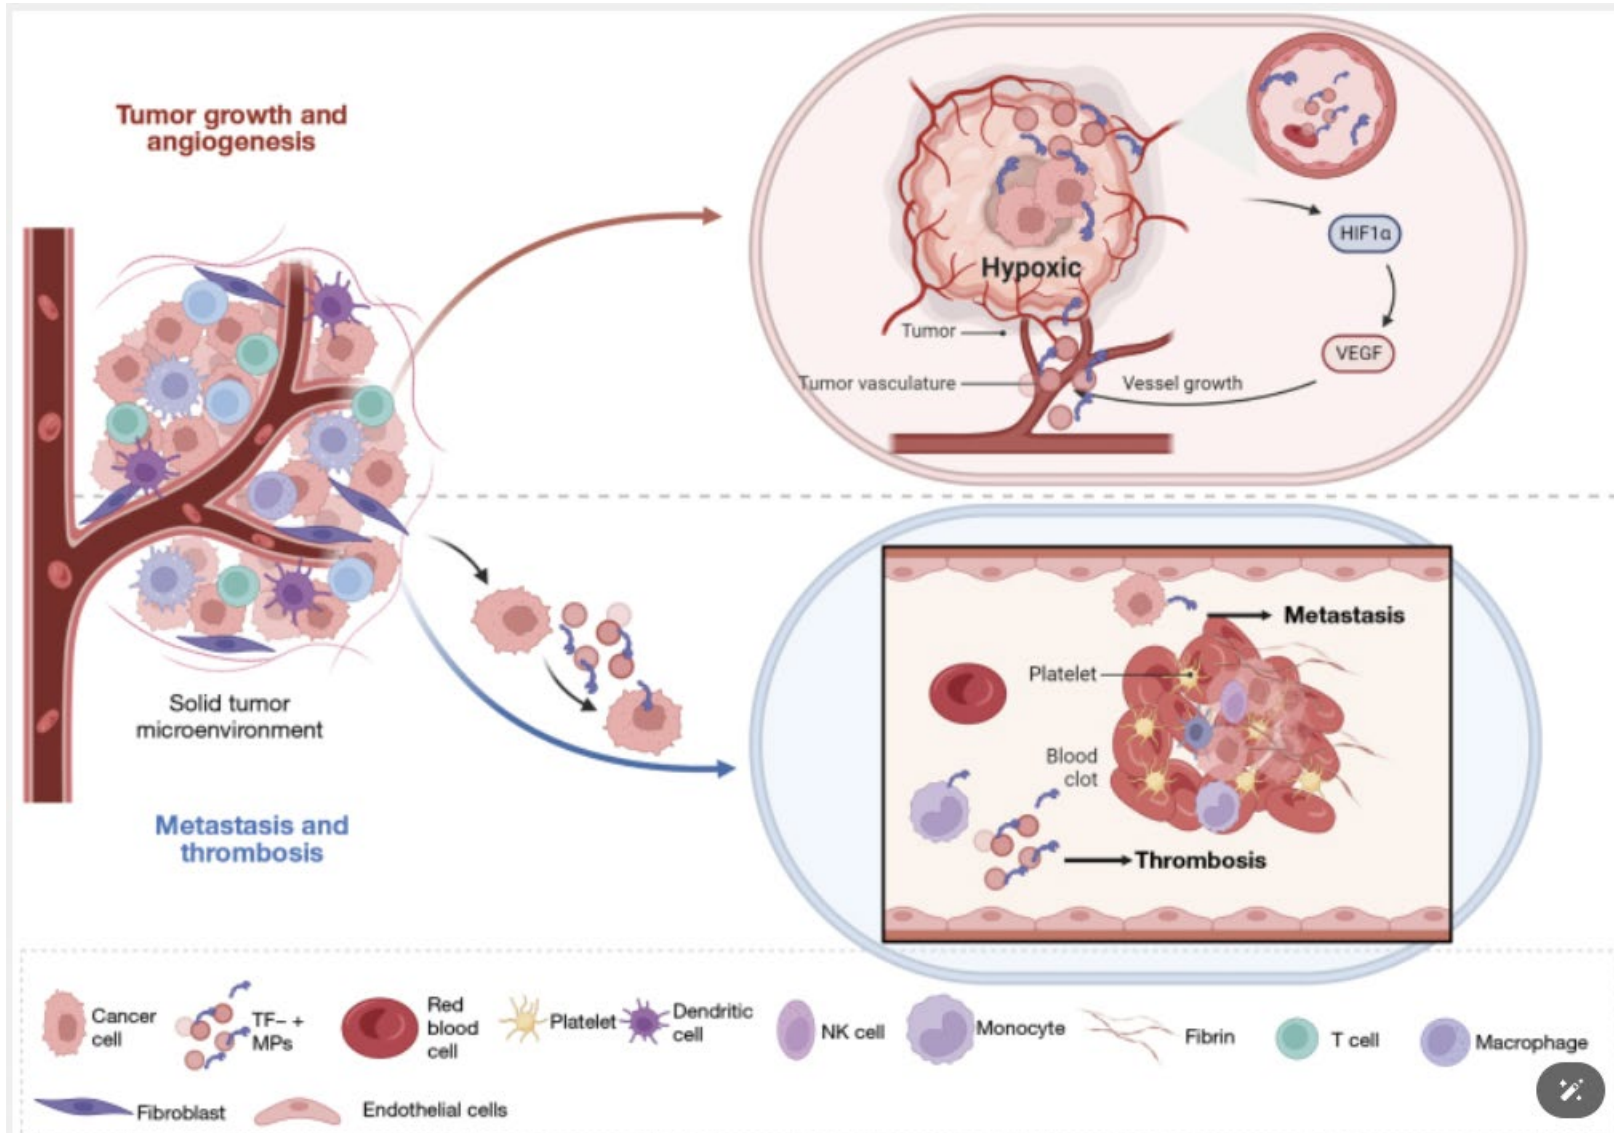 Tumor growth and
angiogenesis
Hypoxic
HIF1α
Tumor
VEGF
Tumor vasculature
Vessel growth
Solid tumor
microenvironment
Metastasis and
thrombosis
Metastasis
Platelet
Blood
clot
Thrombosis
Cancer
cell
TF– +
MPs
Red
blood
cell
Platelet
Dendritic
cell
NK cell
Monocyte
Fibrin
T cell
Macrophage
Fibroblast
Endothelial cells